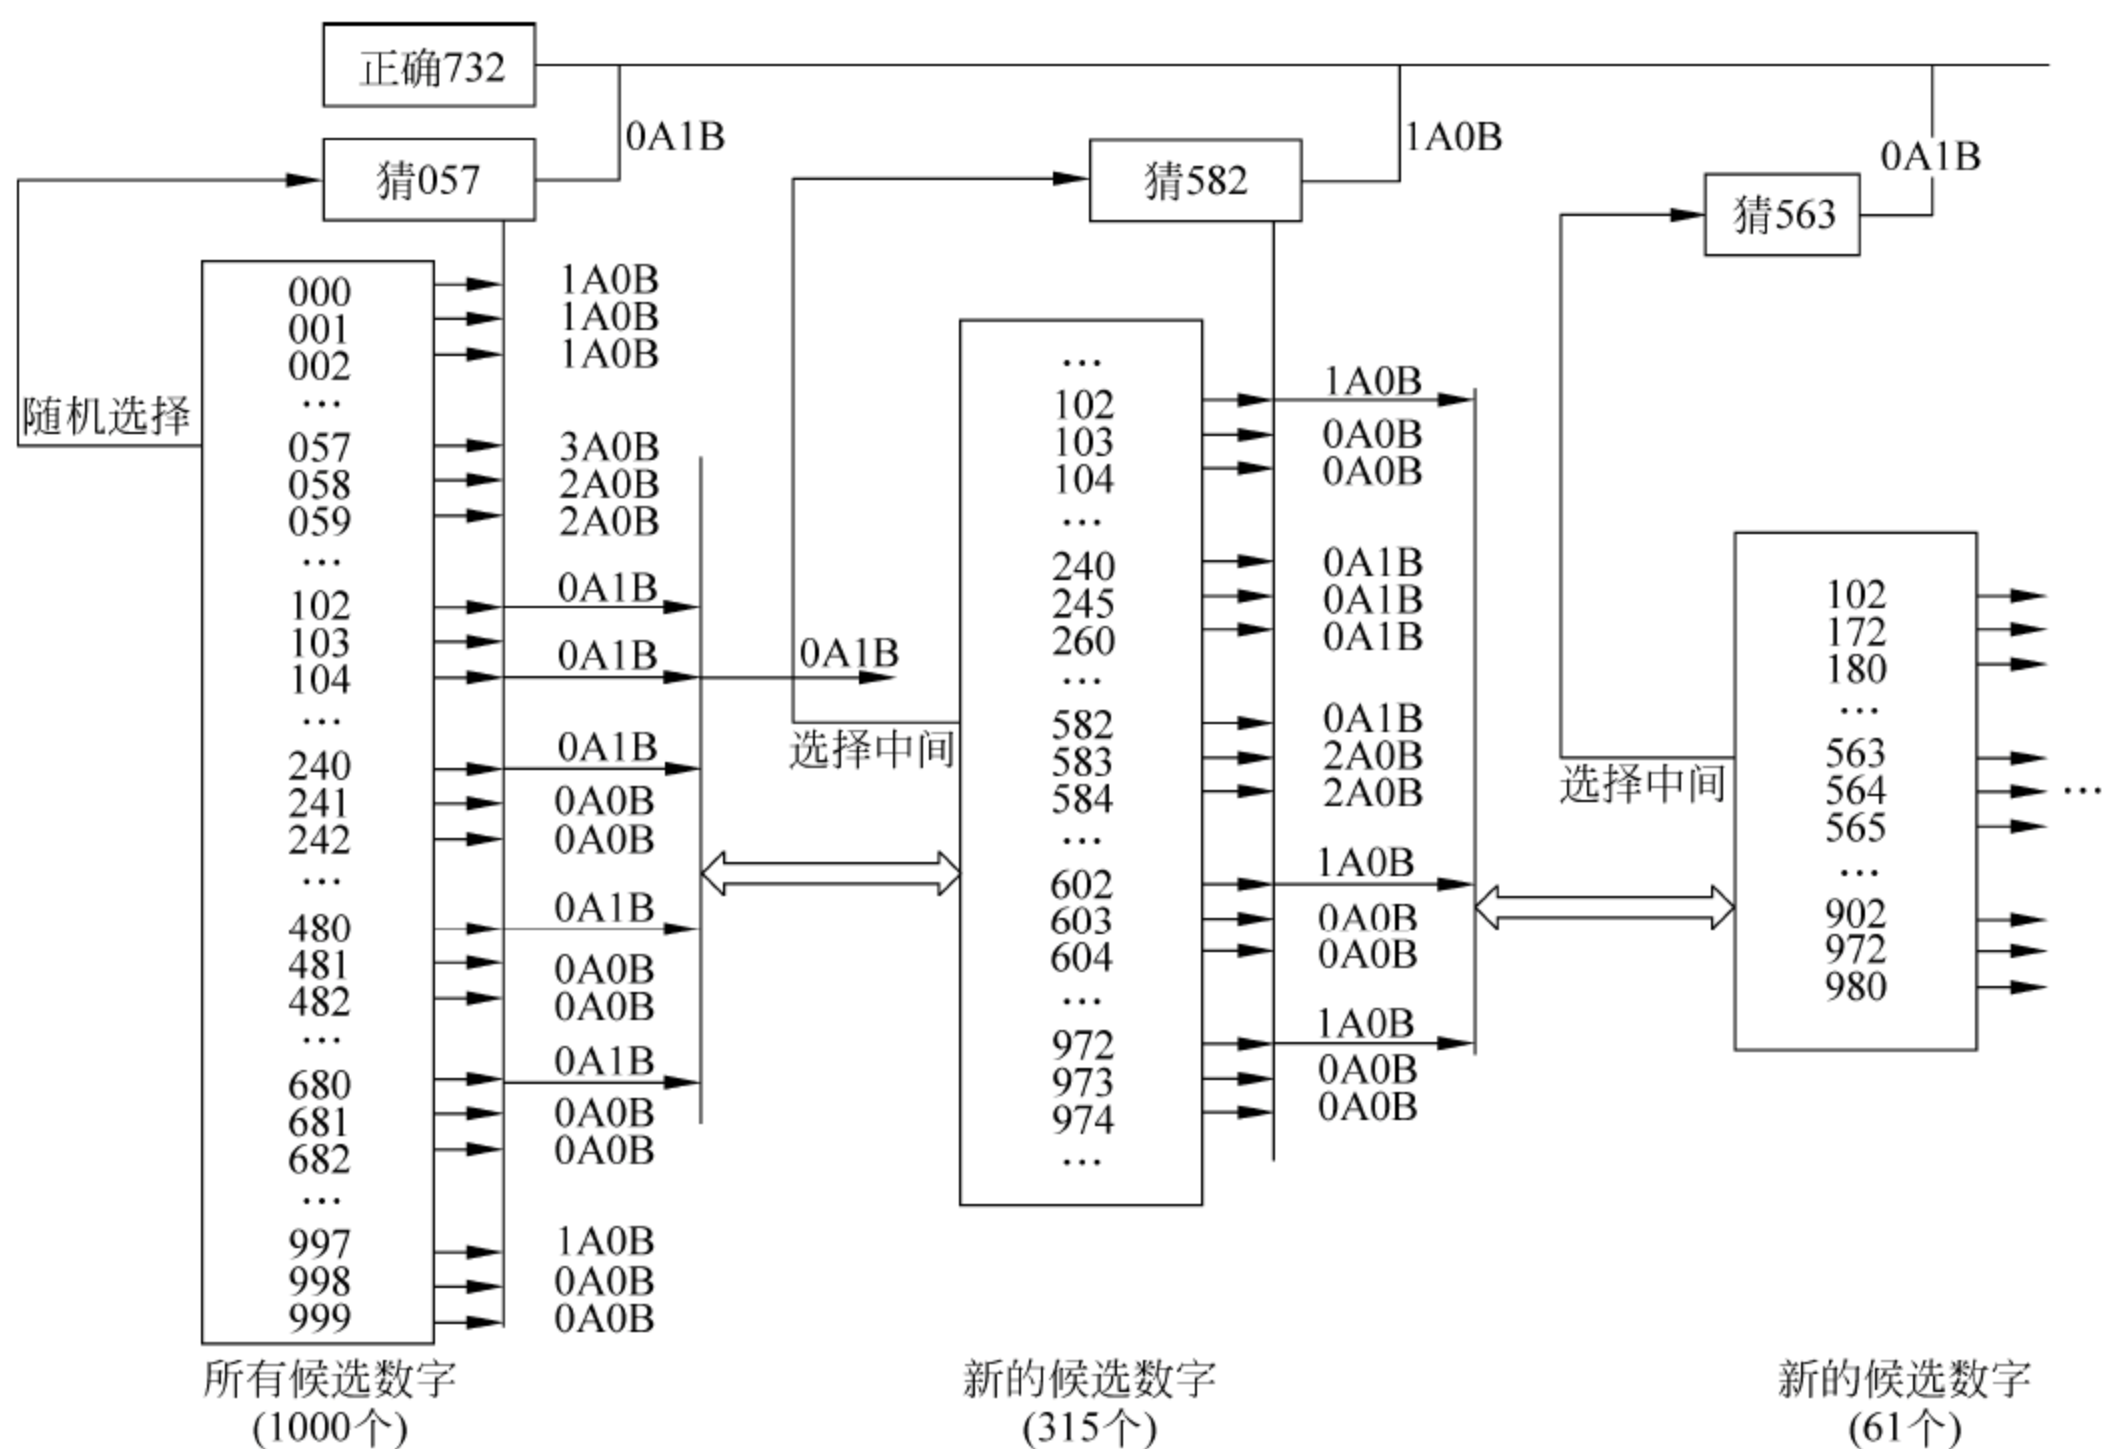 正确732
0A1B
猜057
随机选择
000
001
002
…
057
058
059
…
102
103
104
…
240
241
242
…
480
481
482
…
680
681
682
…
997
998
999
1A0B
1A0B
1A0B
3A0B
2A0B
2A0B
0A1B
0A1B
0A1B
0A0B
0A0B
0A1B
0A0B
0A0B
0A1B
0A0B
0A0B
1A0B
0A0B
0A0B
所有候选数字
(1000个)
0A1B
选择中间
猜582
1A0B
…
102
103
104
…
240
245
260
…
582
583
584
…
602
603
604
…
972
973
974
…
1A0B
0A0B
0A0B
0A1B
0A1B
0A1B
0A1B
2A0B
2A0B
1A0B
0A0B
0A0B
1A0B
0A0B
0A0B
新的候选数字
(315个)
选择中间
猜563
0A1B
102
172
180
…
563
564
565
…
902
972
980
…
新的候选数字
(61个)